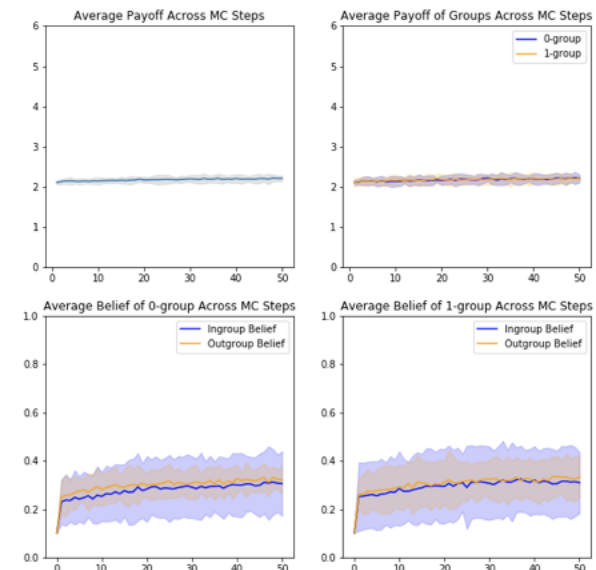 Average Payoff Across MC Steps
6
5
4
3
2
1
0
0 10 20 30 40 50
Average Payoff of Groups Across MC Steps
0-group
1-group
6
5
4
3
2
1
0
0 10 20 30 40 50
Average Belief of 0-group Across MC Steps
Ingroup Belief
Outgroup Belief
1.0
0.8
0.6
0.4
0.2
0.0
0 10 20 30 40 50
Average Belief of 1-group Across MC Steps
Ingroup Belief
Outgroup Belief
1.0
0.8
0.6
0.4
0.2
0.0
0 10 20 30 40 50